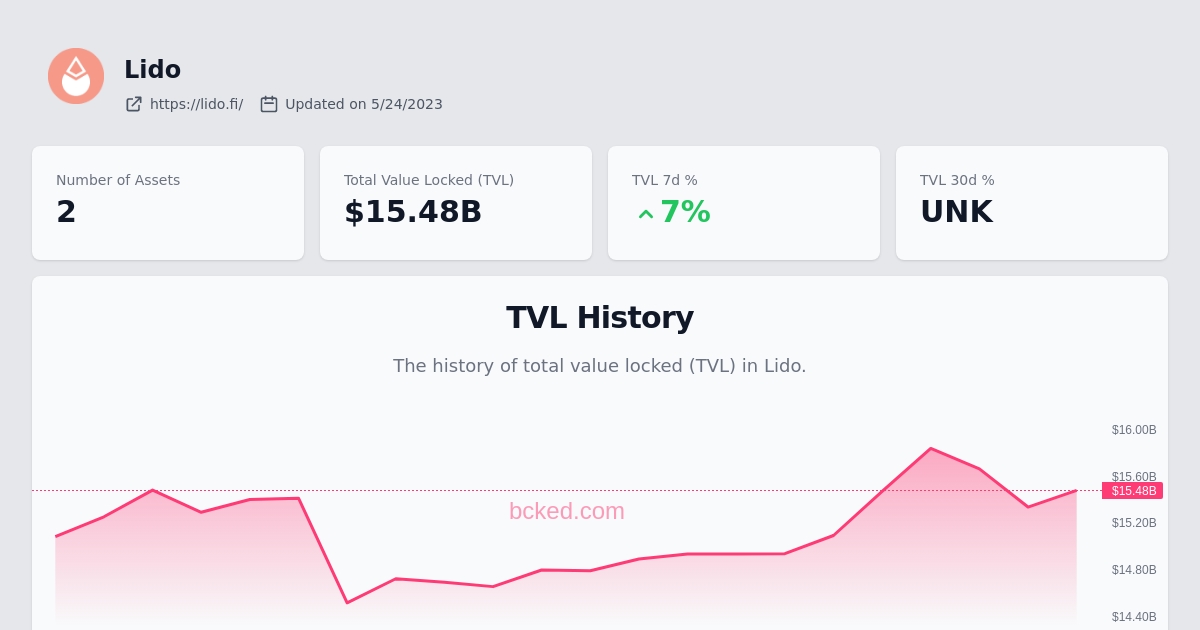 Lido
https://lido.fi/ Updated on 5/24/2023
Number of Assets
2
Total Value Locked (TVL)
$15.48B
TVL 7d %
7%
TVL 30d %
UNK
TVL History
The history of total value locked (TVL) in Lido.
$16.00B
$15.60B
$15.48B
bcked.com
$15.20B
$14.80B
$14.40B